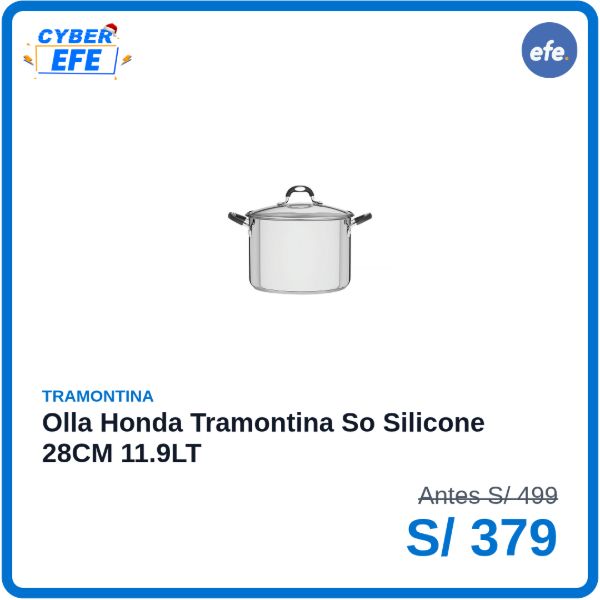 CYBER
EFE
efe.
TRAMONTINA
Olla Honda Tramontina So Silicone
28CM 11.9LT
Antes S/ 499
S/ 379